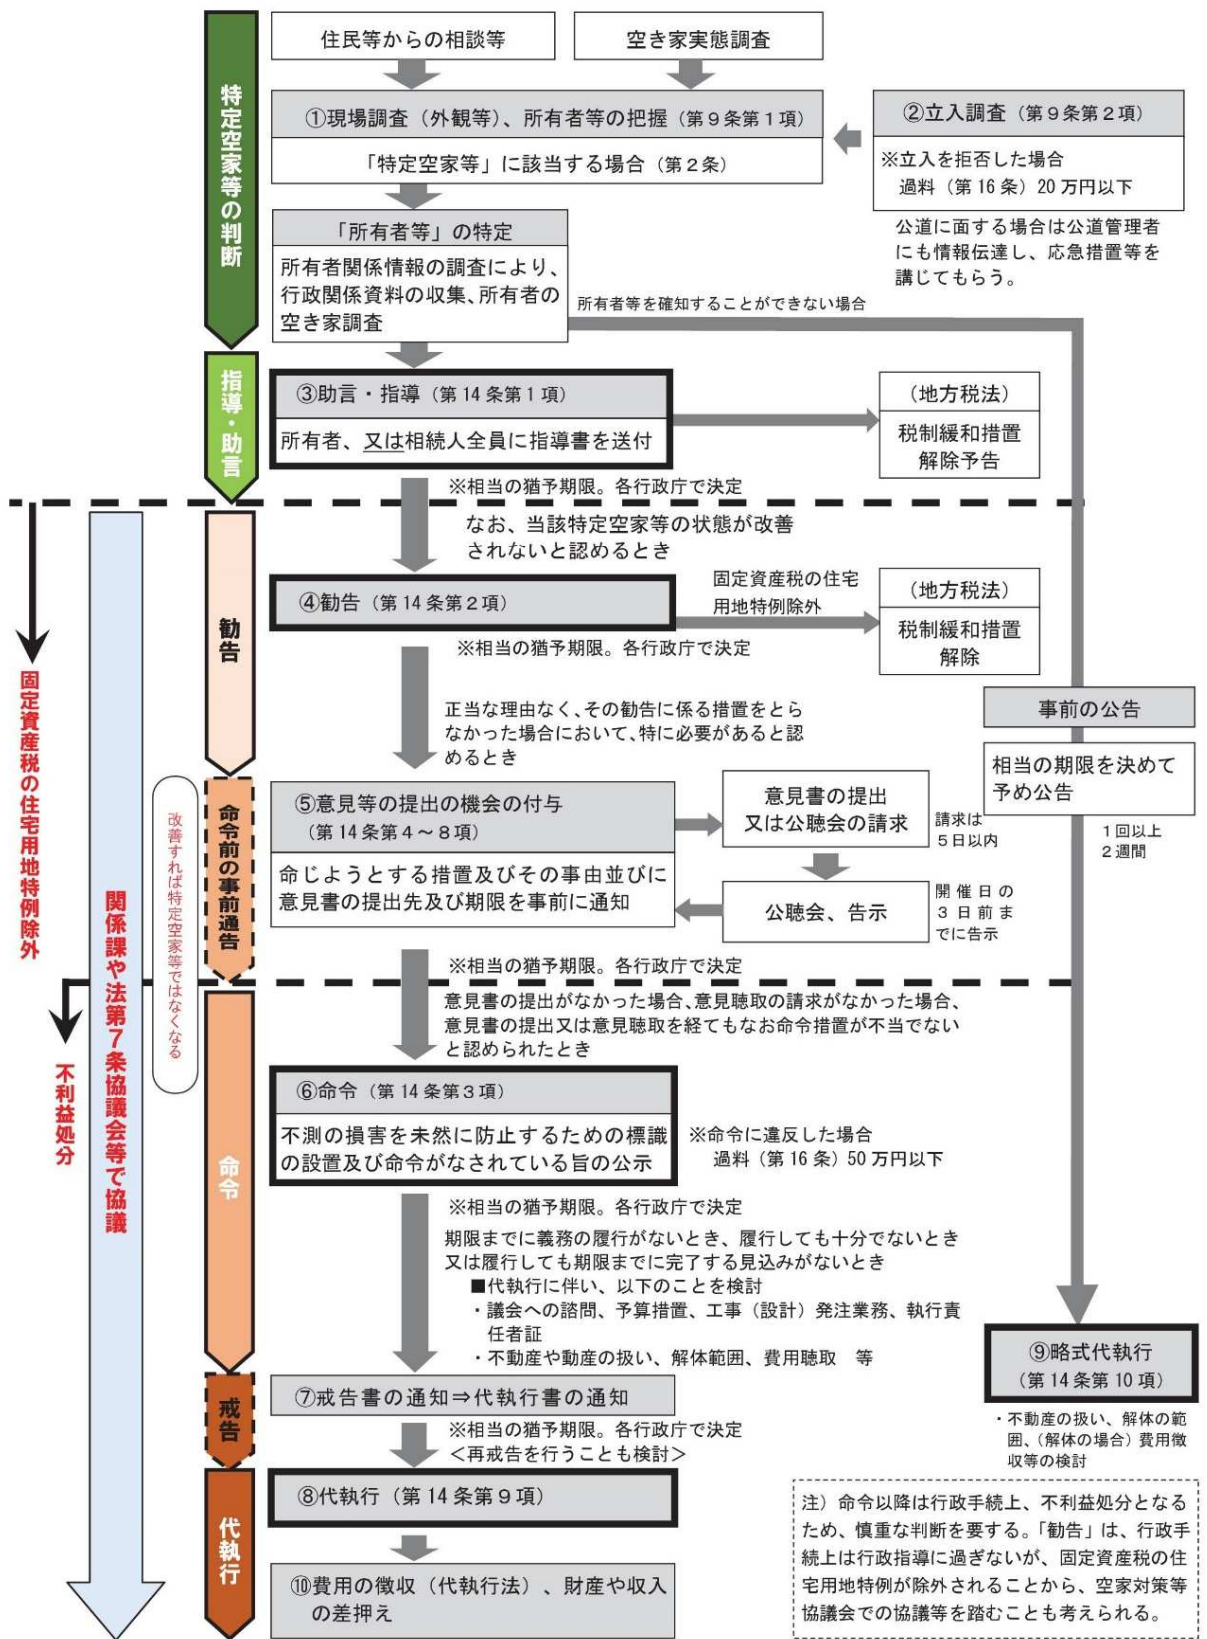 住民等からの相談等
空き家実態調査
特定空家等の判断
①現場調査（外観等）、所有者等の把握（第９条第１項）
「特定空家等」に該当する場合（第２条）
②立入調査（第９条第２項）
※立入を拒否した場合
過料（第16条）20万円以下
公道に面する場合は公道管理者
にも情報伝達し、応急措置等を
講じてもらう。
「所有者等」の特定
所有者関係情報の調査により、
行政関係資料の収集、所有者の
空き家調査
所有者等を確知することができない場合
指導・助言
③助言・指導（第14条第１項）
所有者、又は相続人全員に指導書を送付
（地方税法）
税制緩和措置
解除予告
※相当の猶予期限。各行政庁で決定
なお、当該特定空家等の状態が改善
されないと認めるとき
勧告
④勧告（第14条第２項）
固定資産税の住宅
用地特例除外
（地方税法）
税制緩和措置
解除
※相当の猶予期限。各行政庁で決定
固定資産税の住宅用地特例除外
正当な理由なく、その勧告に係る措置をとら
なかった場合において、特に必要があると認
めるとき
事前の公告
相当の期限を決めて
予め公告
１回以上
２週間
命令前の事前通告
改善すれば特定空家等ではなくなる
関係課や法第７条協議会等で協議
⑤意見等の提出の機会の付与
（第14条第４～８項）
命じようとする措置及びその事由並びに
意見書の提出先及び期限を事前に通知
意見書の提出
又は公聴会の請求
請求は
５日以内
公聴会、告示
開催日の
３日前ま
でに告示
※相当の猶予期限。各行政庁で決定
意見書の提出がなかった場合、意見聴取の請求がなかった場合、
意見書の提出又は意見聴取を経てもなお命令措置が不当でない
と認められたとき
不利益処分
命令
⑥命令（第14条第３項）
不測の損害を未然に防止するための標識
の設置及び命令がなされている旨の公示
※命令に違反した場合
過料（第16条）50万円以下
※相当の猶予期限。各行政庁で決定
期限までに義務の履行がないとき、履行しても十分でないとき
又は履行しても期限までに完了する見込みがないとき
■代執行に伴い、以下のことを検討
・議会への諮問、予算措置、工事（設計）発注業務、執行責
任者証
・不動産や動産の扱い、解体範囲、費用聴取　等
⑨略式代執行
（第14条第10項）
・不動産の扱い、解体の範
囲、（解体の場合）費用徴
収等の検討
戒告
⑦戒告書の通知⇒代執行書の通知
※相当の猶予期限。各行政庁で決定
＜再戒告を行うことも検討＞
代執行
⑧代執行（第14条第９項）
⑩費用の徴収（代執行法）、財産や収入
の差押え
注）命令以降は行政手続上、不利益処分となる
ため、慎重な判断を要する。「勧告」は、行政手
続上は行政指導に過ぎないが、固定資産税の住
宅用地特例が除外されることから、空家対策等
協議会での協議等を踏むことも考えられる。